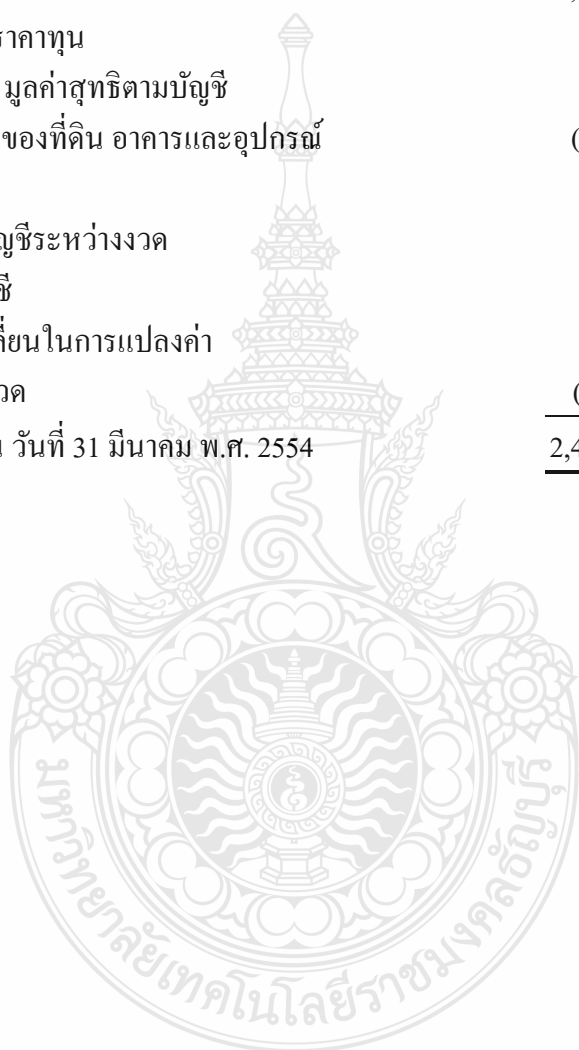 ราคาทุน
มูลค่าสุทธิตามบัญชี
ของที่ดิน อาคารและอุปกรณ์ (
ญชีระหว่างงวด
ชี
ลี่ยนในการแปลงค่า
วด (
วันที่ 31 มีนาคม พ.ศ. 2554 2,4
มหาวิทยาลัยเทคโนโลยีราชมงคลธัญบุรี